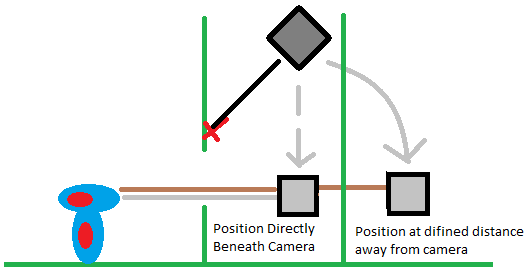 Position Directly
Beneath Camera
Position at difined distance
away from camera